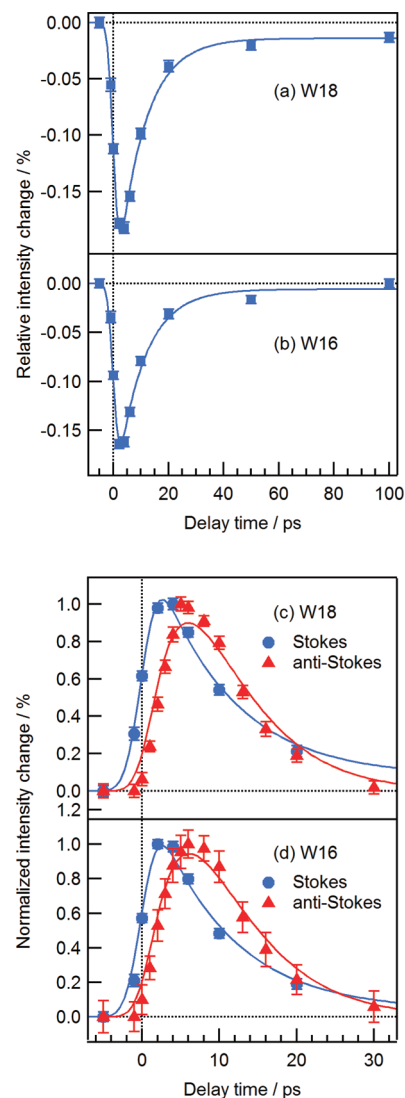 0.00
-0.05
-0.10
-0.15
(a) W18
0.00
-0.05
-0.10
-0.15
(b) W16
Relative intensity change / %
0 20 40 60 80 100
Delay time / ps
1.0
0.8
0.6
0.4
0.2
0.0
(c) W18
Stokes
anti-Stokes
1.2
1.0
0.8
0.6
0.4
0.2
0.0
(d) W16
Stokes
anti-Stokes
Normalized intensity change / %
0 10 20 30
Delay time / ps